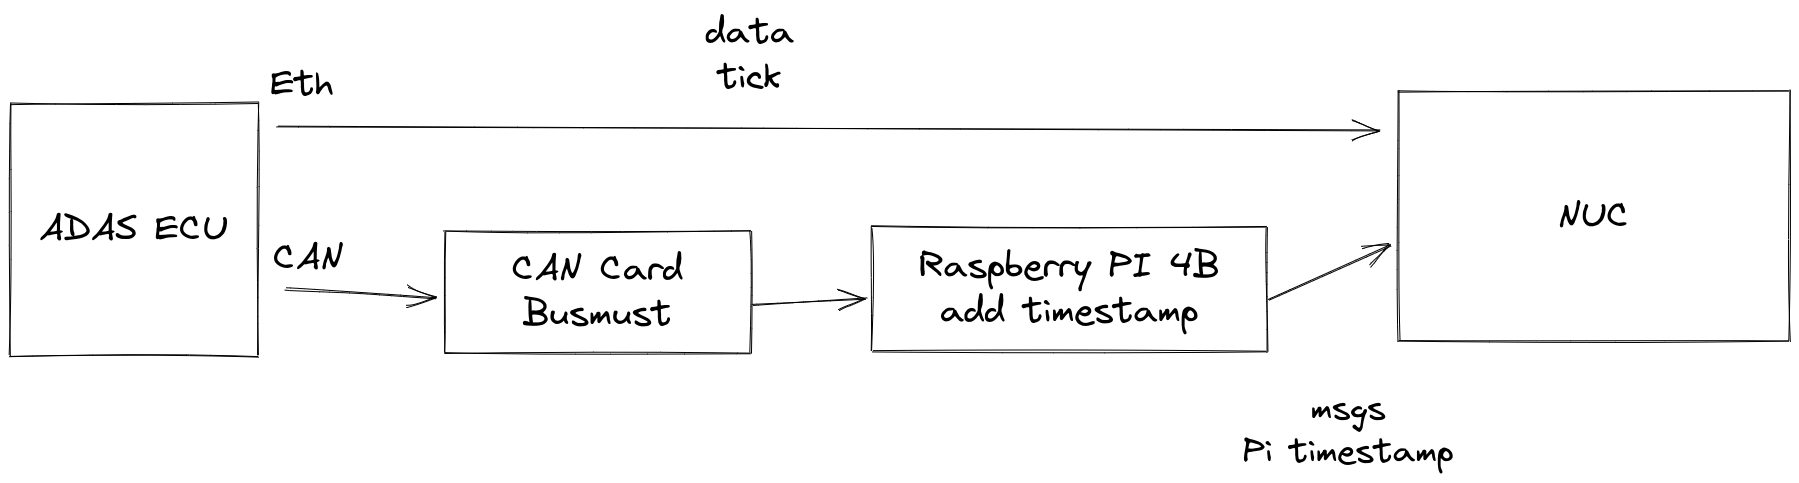 data
tick
Eth
ADAS ECU
CAN
CAN Card
Busmust
Raspberry PI 4B
add timestamp
NUC
msgs
Pi timestamp